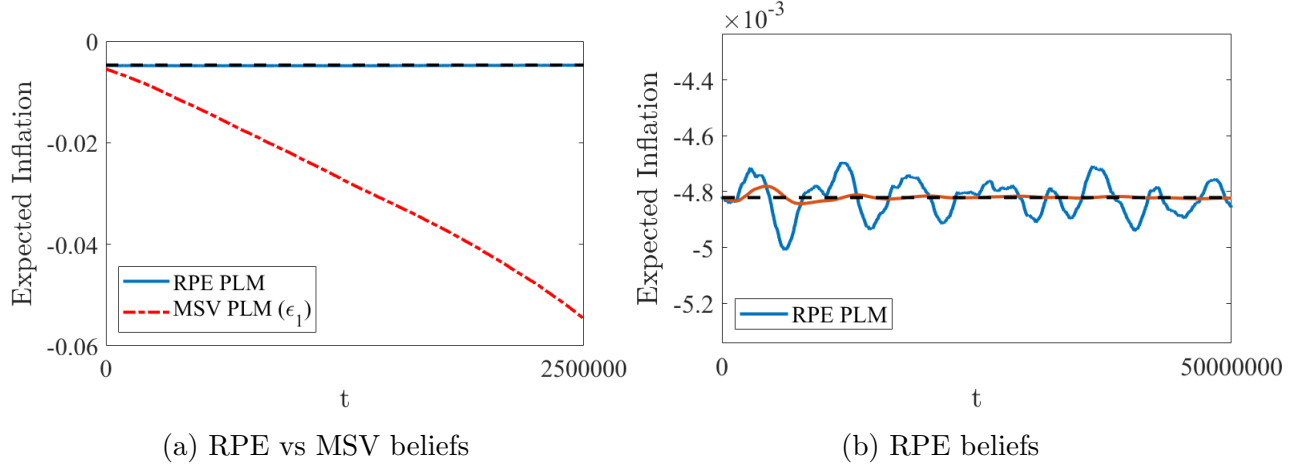 0
-0.02
-0.04
-0.06
Expected Inflation
RPE PLM
MSV PLM (ϵ₁)
0
2500000
t
(a) RPE vs MSV beliefs
×10⁻³
-4.4
-4.6
-4.8
-5
-5.2
Expected Inflation
RPE PLM
0
50000000
t
(b) RPE beliefs